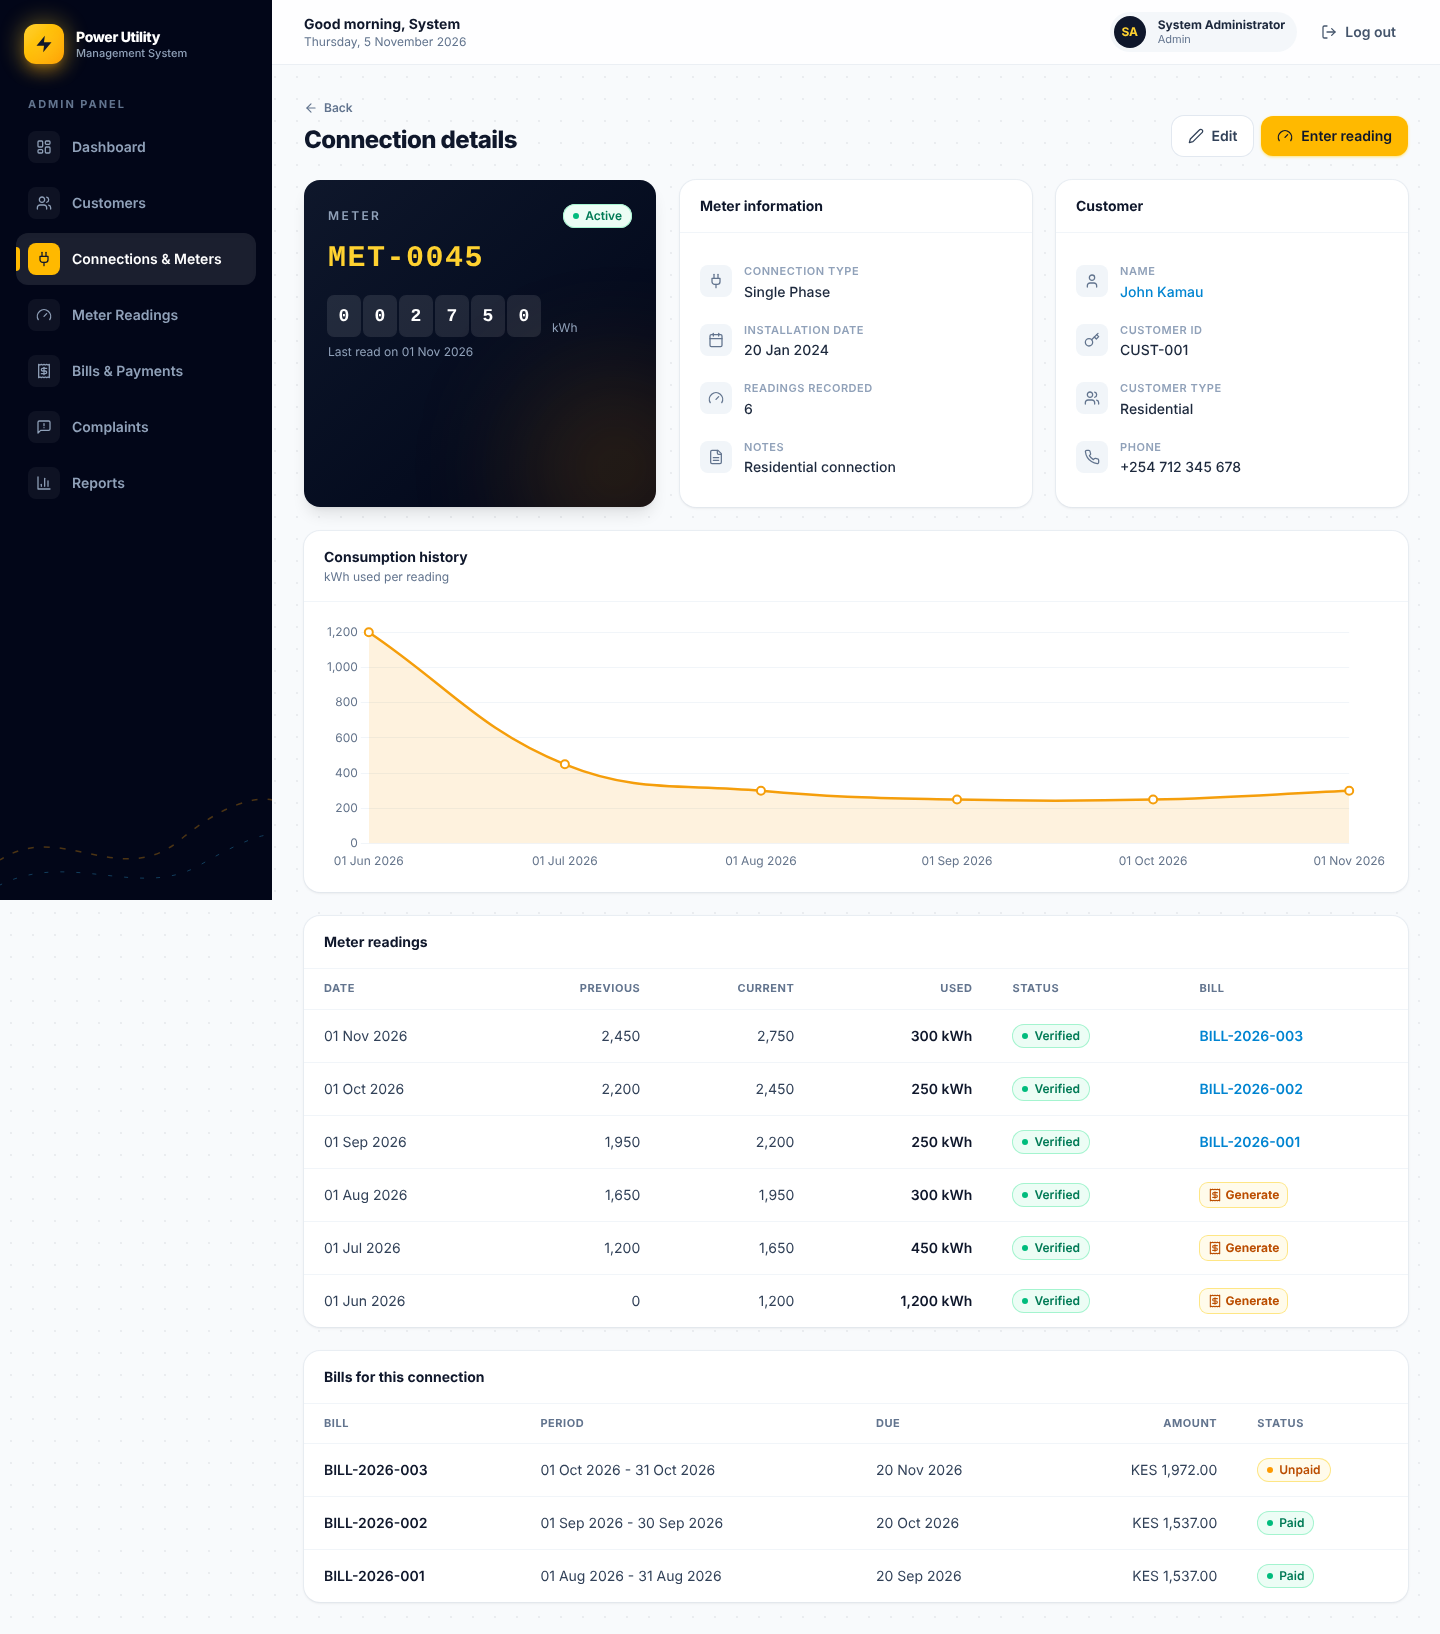 Power Utility
Management System
ADMIN PANEL
Dashboard
Customers
Connections & Meters
Meter Readings
Bills & Payments
Complaints
Reports
Good morning, System
Thursday, 5 November 2026
SA
System Administrator
Admin
Log out
Back
Connection details
Edit
Enter reading
METER
Active
MET-0045
0 0 2 7 5 0 kWh
Last read on 01 Nov 2026
Meter information
CONNECTION TYPE
Single Phase
INSTALLATION DATE
20 Jan 2024
READINGS RECORDED
6
NOTES
Residential connection
Customer
NAME
John Kamau
CUSTOMER ID
CUST-001
CUSTOMER TYPE
Residential
PHONE
+254 712 345 678
Consumption history
kWh used per reading
1,200
1,000
800
600
400
200
0
01 Jun 2026 01 Jul 2026 01 Aug 2026 01 Sep 2026 01 Oct 2026 01 Nov 2026
Meter readings
DATE PREVIOUS CURRENT USED STATUS BILL
01 Nov 2026 2,450 2,750 300 kWh Verified BILL-2026-003
01 Oct 2026 2,200 2,450 250 kWh Verified BILL-2026-002
01 Sep 2026 1,950 2,200 250 kWh Verified BILL-2026-001
01 Aug 2026 1,650 1,950 300 kWh Verified Generate
01 Jul 2026 1,200 1,650 450 kWh Verified Generate
01 Jun 2026 0 1,200 1,200 kWh Verified Generate
Bills for this connection
BILL PERIOD DUE AMOUNT STATUS
BILL-2026-003 01 Oct 2026 - 31 Oct 2026 20 Nov 2026 KES 1,972.00 Unpaid
BILL-2026-002 01 Sep 2026 - 30 Sep 2026 20 Oct 2026 KES 1,537.00 Paid
BILL-2026-001 01 Aug 2026 - 31 Aug 2026 20 Sep 2026 KES 1,537.00 Paid